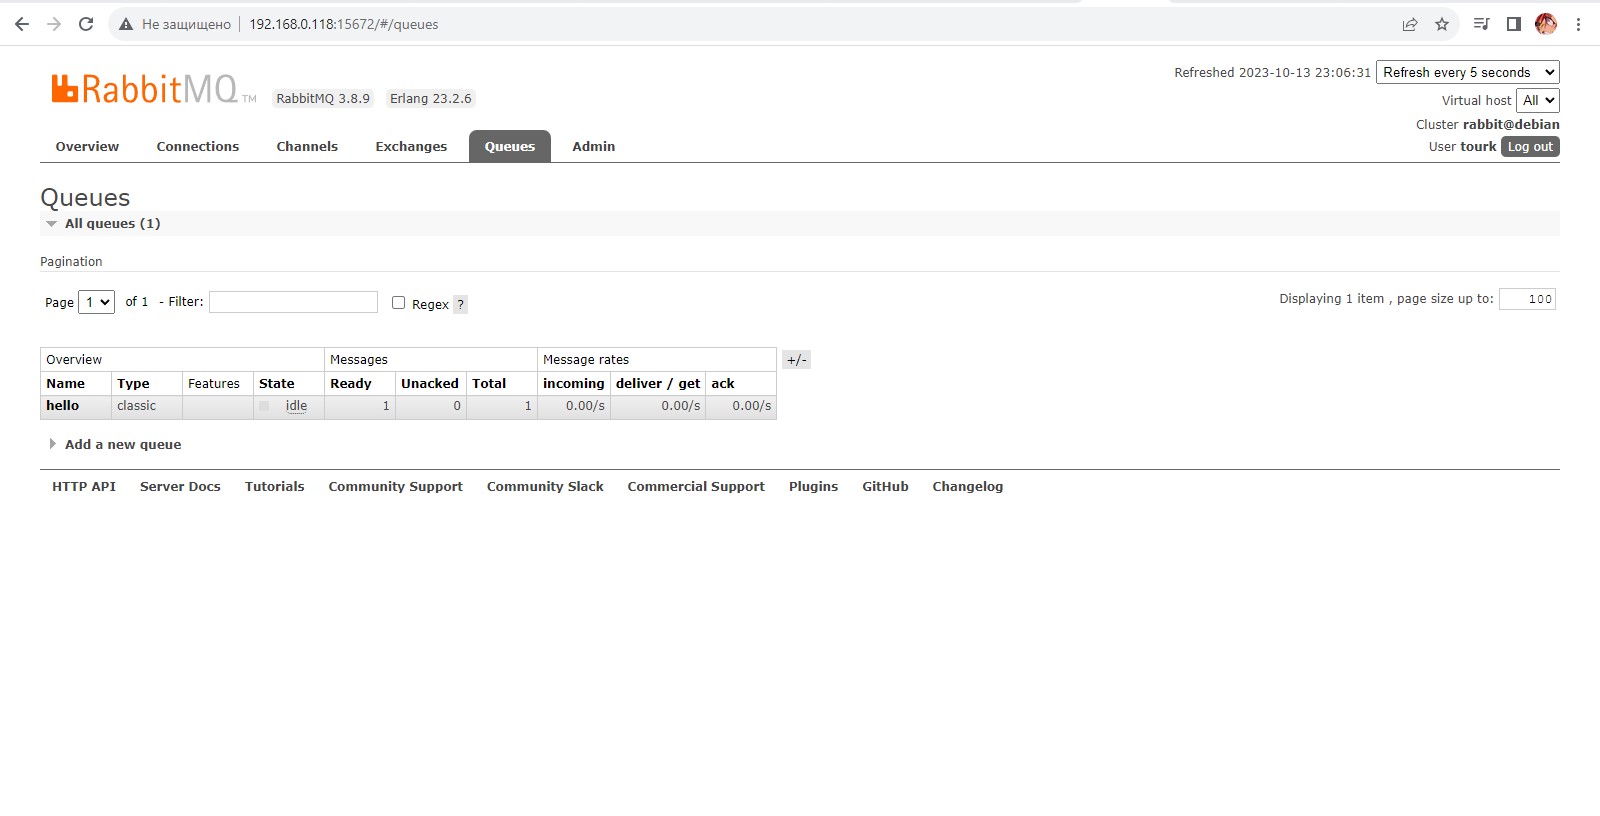 Не защищено 192.168.0.118:15672/#/queues
Refreshed 2023-10-13 23:06:31 Refresh every 5 seconds
RabbitMQ TM RabbitMQ 3.8.9 Erlang 23.2.6
Virtual host All
Cluster rabbit@debian
Overview Connections Channels Exchanges Queues Admin
User tourk Log out
Queues
All queues (1)
Pagination
Page 1 of 1 - Filter: Regex ?
Displaying 1 item , page size up to: 100
Overview Messages Message rates +/-
Name Type Features State Ready Unacked Total incoming deliver / get ack
hello classic idle 1 0 1 0.00/s 0.00/s 0.00/s
Add a new queue
HTTP API Server Docs Tutorials Community Support Community Slack Commercial Support Plugins GitHub Changelog